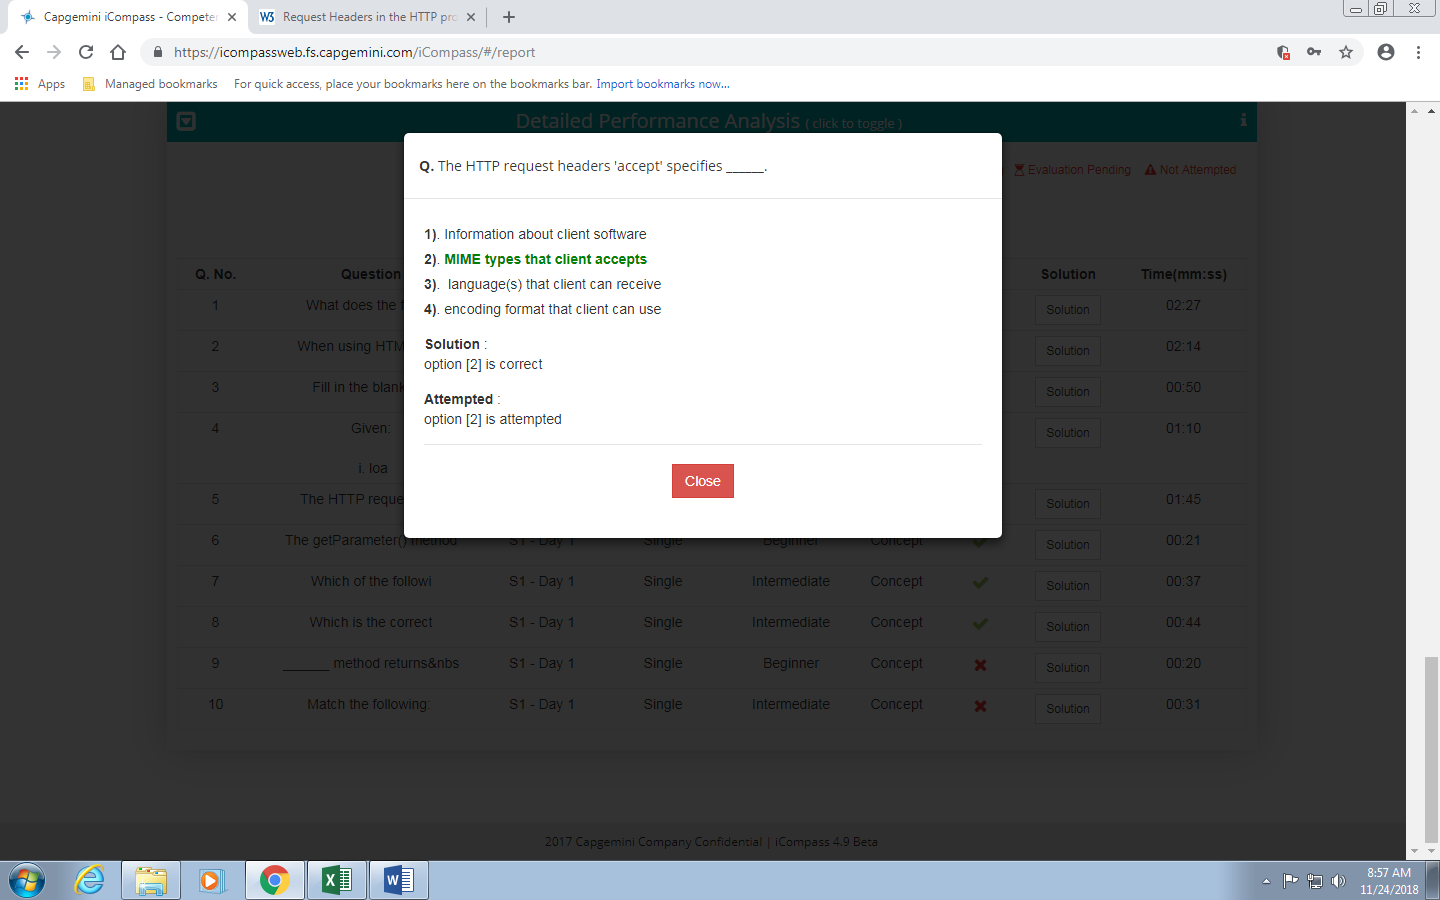 Capgemini iCompass - Competen
Request Headers in the HTTP pro
https://icompassweb.fs.capgemini.com/iCompass/#/report
Apps Managed bookmarks For quick access, place your bookmarks here on the bookmarks bar. Import bookmarks now...
Detailed Performance Analysis ( click to toggle )
Evaluation Pending Not Attempted
Q. The HTTP request headers 'accept' specifies ______.
1). Information about client software
2). MIME types that client accepts
3). language(s) that client can receive
4). encoding format that client can use
Solution :
option [2] is correct
Attempted :
option [2] is attempted
Close
Q. No. Question Solution Time(mm:ss)
1 What does the Solution 02:27
2 When using HTM Solution 02:14
3 Fill in the blank Solution 00:50
4 Given: Solution 01:10
i. loa
5 The HTTP reque Solution 01:45
6 The getParameter() method S1 - Day 1 Single Beginner Concept Solution 00:21
7 Which of the followi S1 - Day 1 Single Intermediate Concept Solution 00:37
8 Which is the correct S1 - Day 1 Single Intermediate Concept Solution 00:44
9 ______ method returns&nbs S1 - Day 1 Single Beginner Concept Solution 00:20
10 Match the following: S1 - Day 1 Single Intermediate Concept Solution 00:31
2017 Capgemini Company Confidential | iCompass 4.9 Beta
8:57 AM
11/24/2018